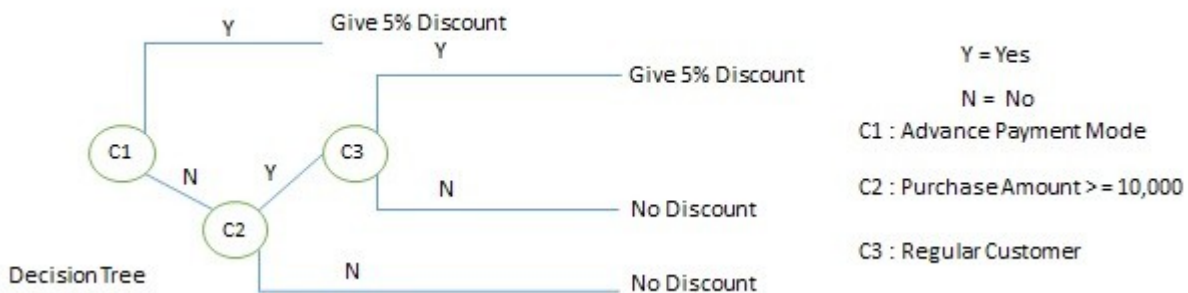 Y
Give 5% Discount
Y
Give 5% Discount
C1
N
Y
C3
N
No Discount
C2
N
No Discount
Decision Tree
Y = Yes
N = No
C1 : Advance Payment Mode
C2 : Purchase Amount > = 10,000
C3 : Regular Customer